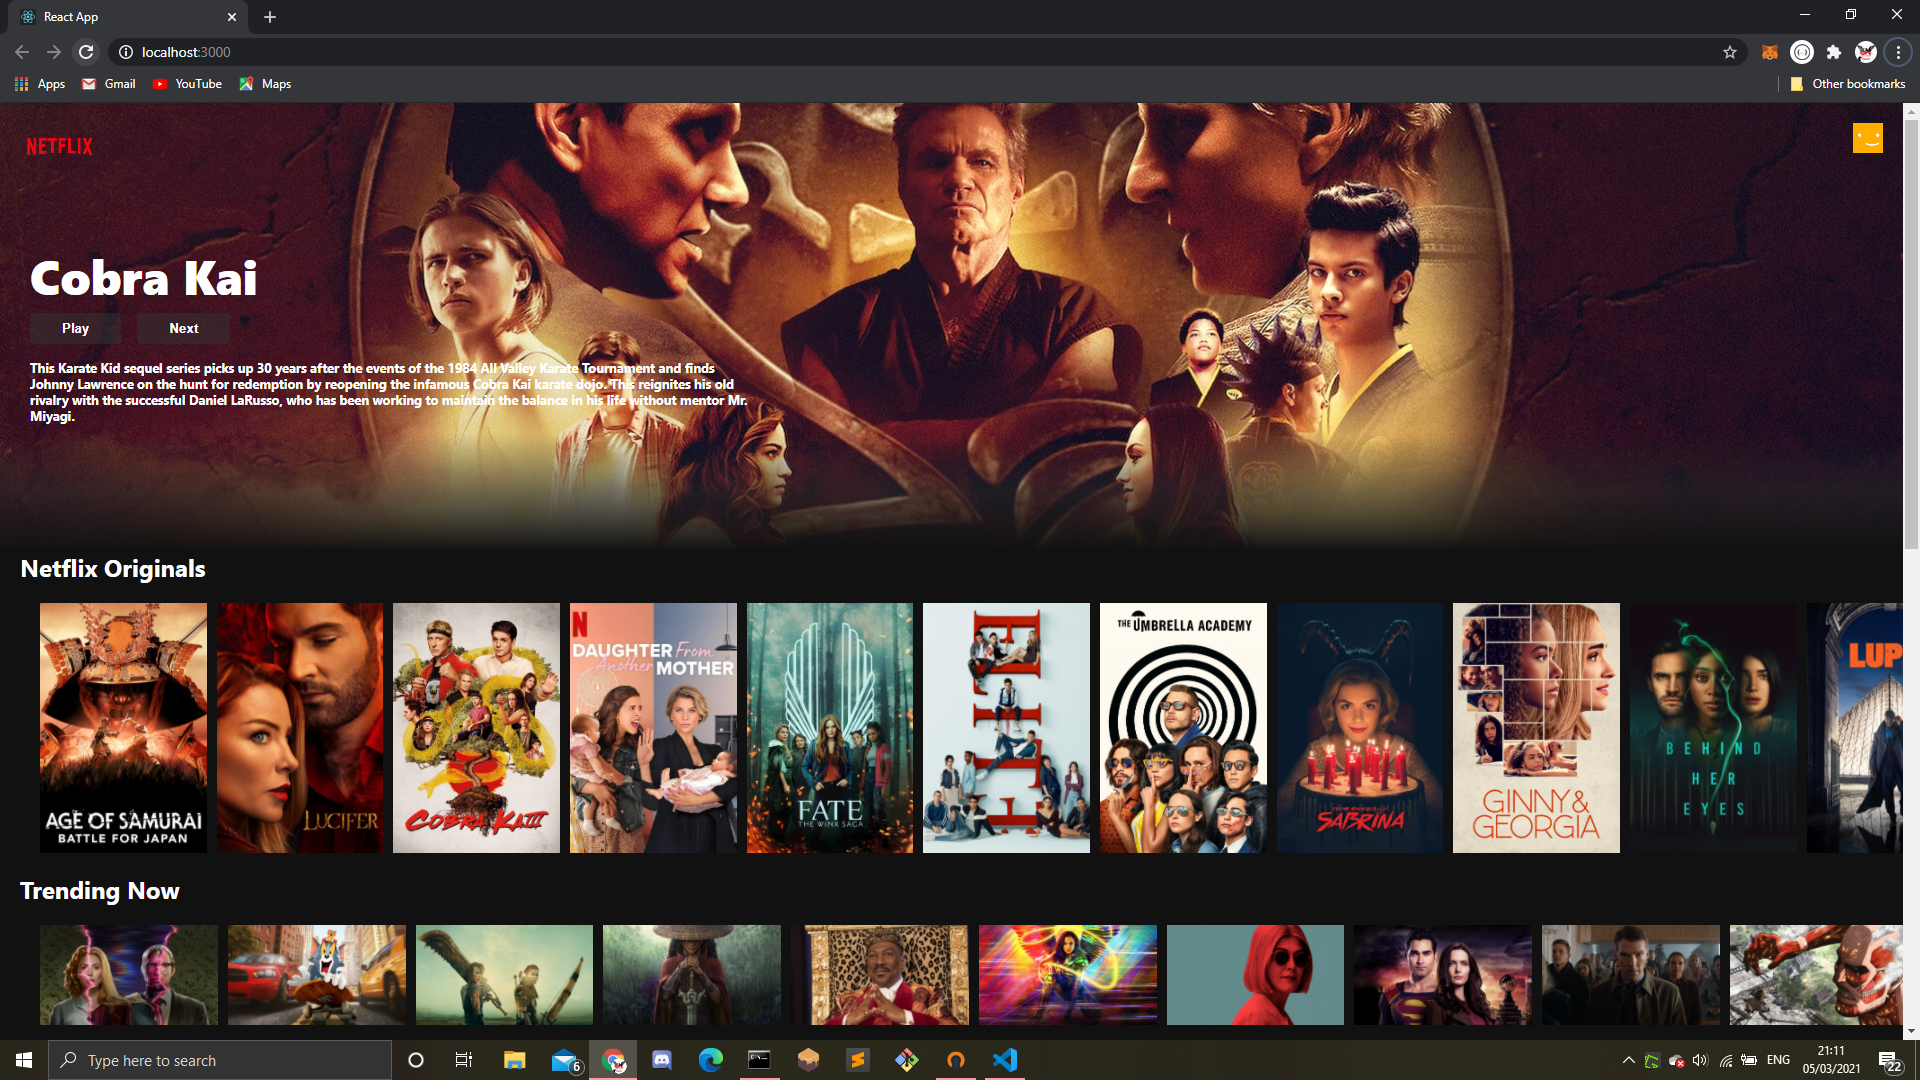 React App
localhost:3000
Apps
Gmail
YouTube
Maps
Other bookmarks
NETFLIX
Cobra Kai
Play
Next
This Karate Kid sequel series picks up 30 years after the events of the 1984 All Valley Karate Tournament and finds
Johnny Lawrence on the hunt for redemption by reopening the infamous Cobra Kai karate dojo. This reignites his old
rivalry with the successful Daniel LaRusso, who has been working to maintain the balance in his life without mentor Mr.
Miyagi.
Netflix Originals
AGE OF SAMURAI
BATTLE FOR JAPAN
LUCIFER
COBRA KAI III
N
DAUGHTER From
Another MOTHER
FATE
THE WINX SAGA
ELITE
THE UMBRELLA ACADEMY
SABRINA
GINNY &
GEORGIA
BEHIND
HER
EYES
LUP
Trending Now
Type here to search
6
ENG
21:11
05/03/2021
22